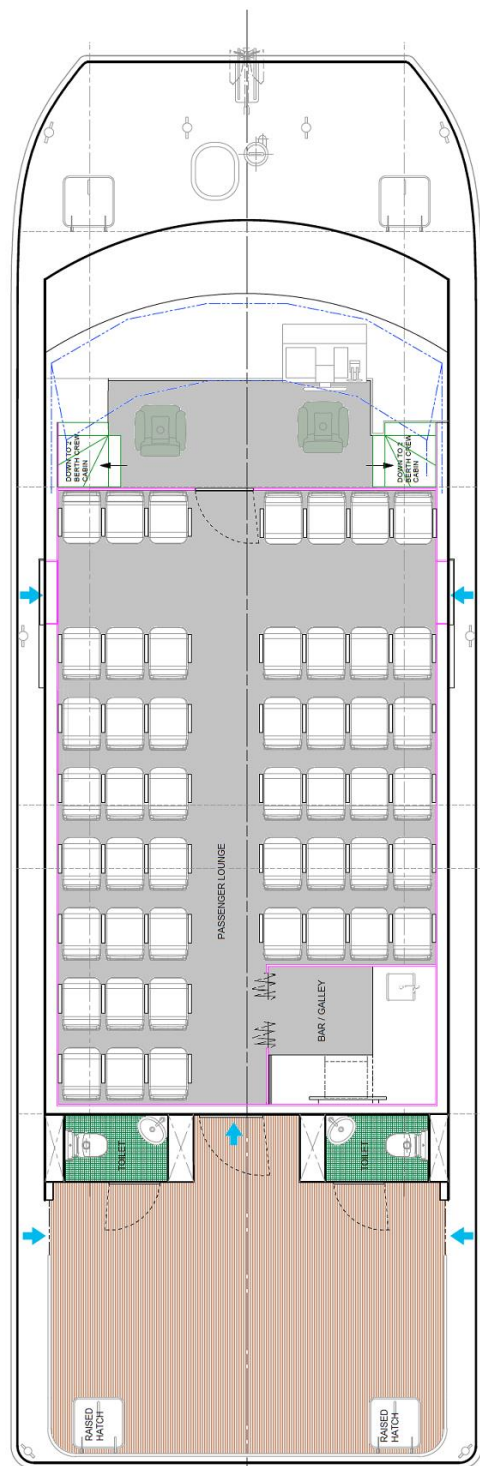 DOWN TO 2
BERTH CREW
CABIN
DOWN TO 2
BERTH CREW
CABIN
PASSENGER LOUNGE
BAR / GALLEY
TOILET
TOILET
RAISED
HATCH
RAISED
HATCH